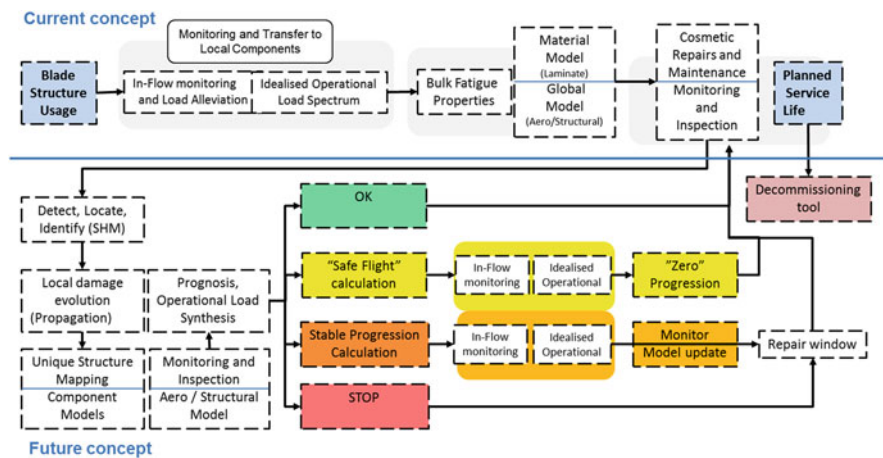 Current concept
Monitoring and Transfer to
Local Components
Blade
Structure
Usage
In-Flow monitoring
and Load Alleviation
Idealised Operational
Load Spectrum
Bulk Fatigue
Properties
Material
Model
(Laminate)
Global
Model
(Aero/Structural)
Cosmetic
Repairs and
Maintenance
Monitoring
and
Inspection
Planned
Service
Life
Decommissioning
tool
Detect, Locate,
Identify (SHM)
Local damage
evolution
(Propagation)
Unique Structure
Mapping
Component
Models
Prognosis,
Operational Load
Synthesis
Monitoring and
Inspection
Aero / Structural
Model
OK
"Safe Flight"
calculation
In-Flow
monitoring
Idealised
Operational
"Zero"
Progression
Stable Progression
Calculation
In-Flow
monitoring
Idealised
Operational
Monitor
Model update
Repair window
STOP
Future concept